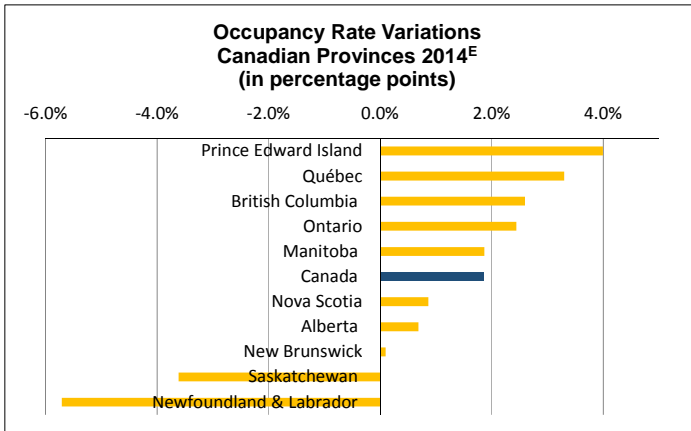 Occupancy Rate Variations
Canadian Provinces 2014ᴱ
(in percentage points)
-6.0% -4.0% -2.0% 0.0% 2.0% 4.0%
Prince Edward Island
Québec
British Columbia
Ontario
Manitoba
Canada
Nova Scotia
Alberta
New Brunswick
Saskatchewan
Newfoundland & Labrador